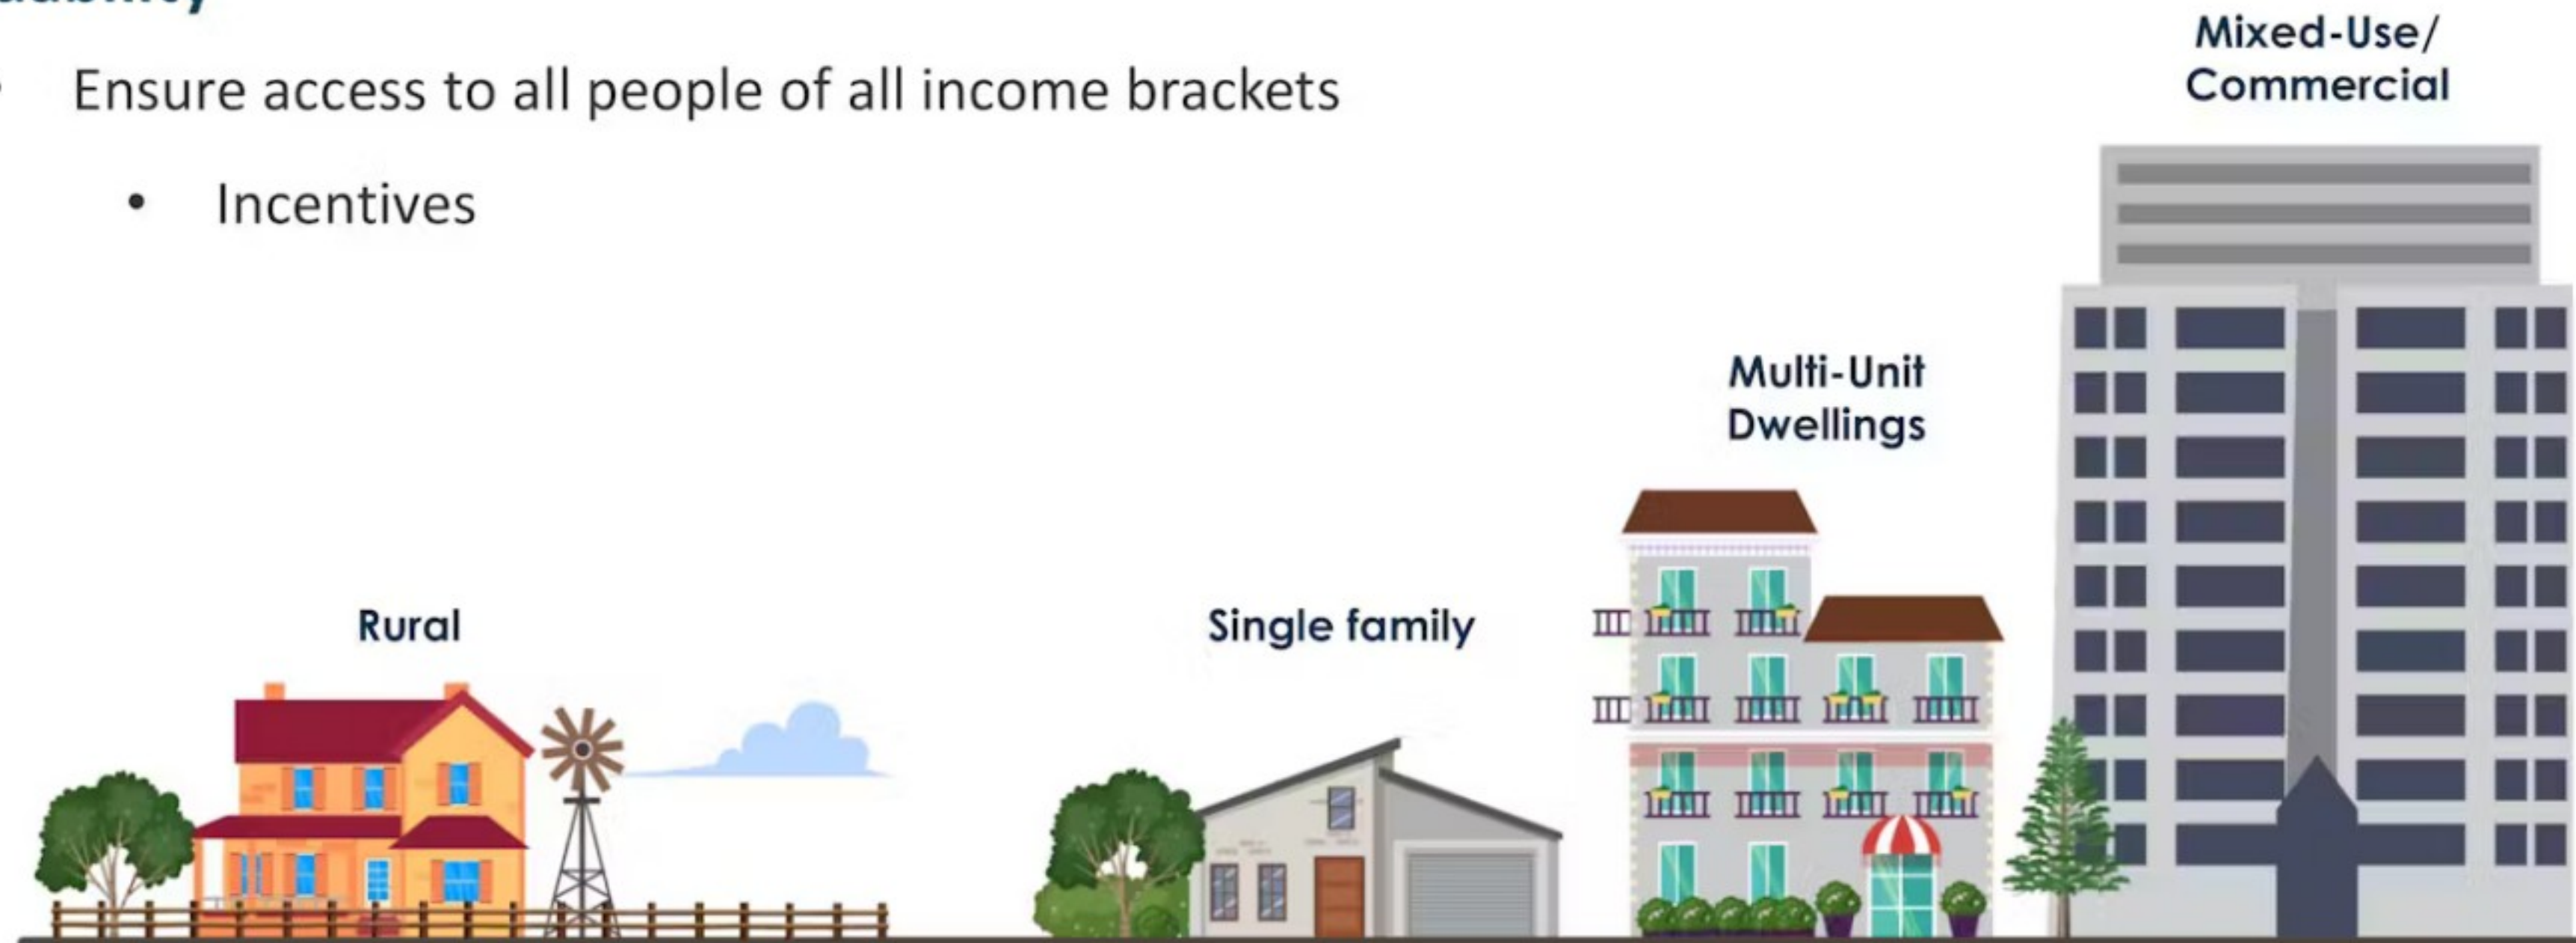 • Ensure access to all people of all income brackets
• Incentives
Mixed-Use/
Commercial
Multi-Unit
Dwellings
Rural
Single family